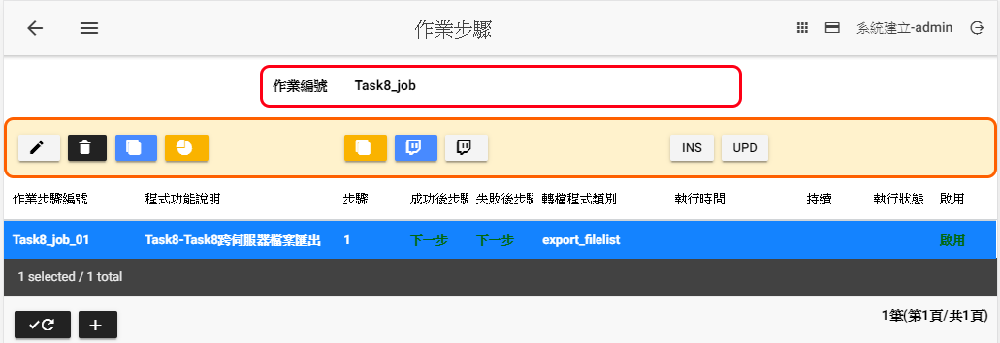 作業步驟
系統建立-admin
作業編號 Task8_job
INS UPD
作業步驟編號 程式功能說明 步驟 成功後步驟 失敗後步驟 轉檔程式類別 執行時間 持續 執行狀態 啟用
Task8_job_01 Task8-Task8跨伺服器檔案匯出 1 下一步 下一步 export_filelist 啟用
1 selected / 1 total
1筆(第1頁/共1頁)